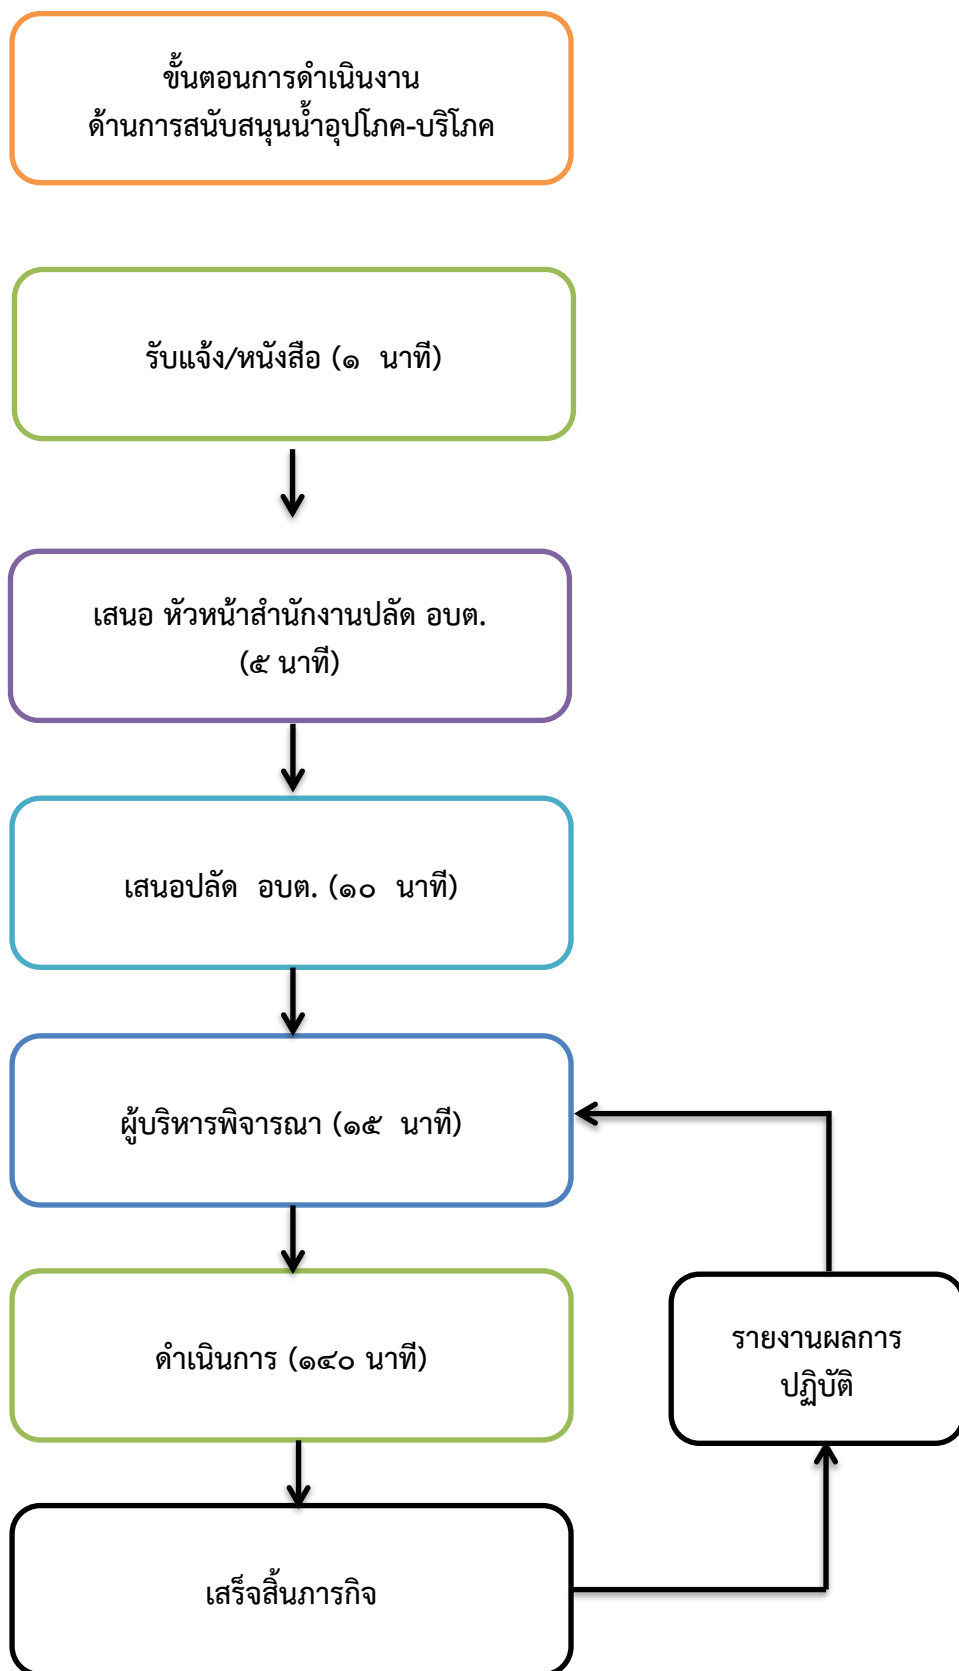 ขั้นตอนการดำเนินงาน
ด้านการสนับสนุนน้ำอุปโภค-บริโภค
รับแจ้ง/หนังสือ (๑ นาที)
เสนอ หัวหน้าสำนักงานปลัด อบต.
(๕ นาที)
เสนอปลัด อบต. (๑๐ นาที)
ผู้บริหารพิจารณา (๑๕ นาที)
ดำเนินการ (๑๔๐ นาที)
รายงานผลการ
ปฏิบัติ
เสร็จสิ้นภารกิจ